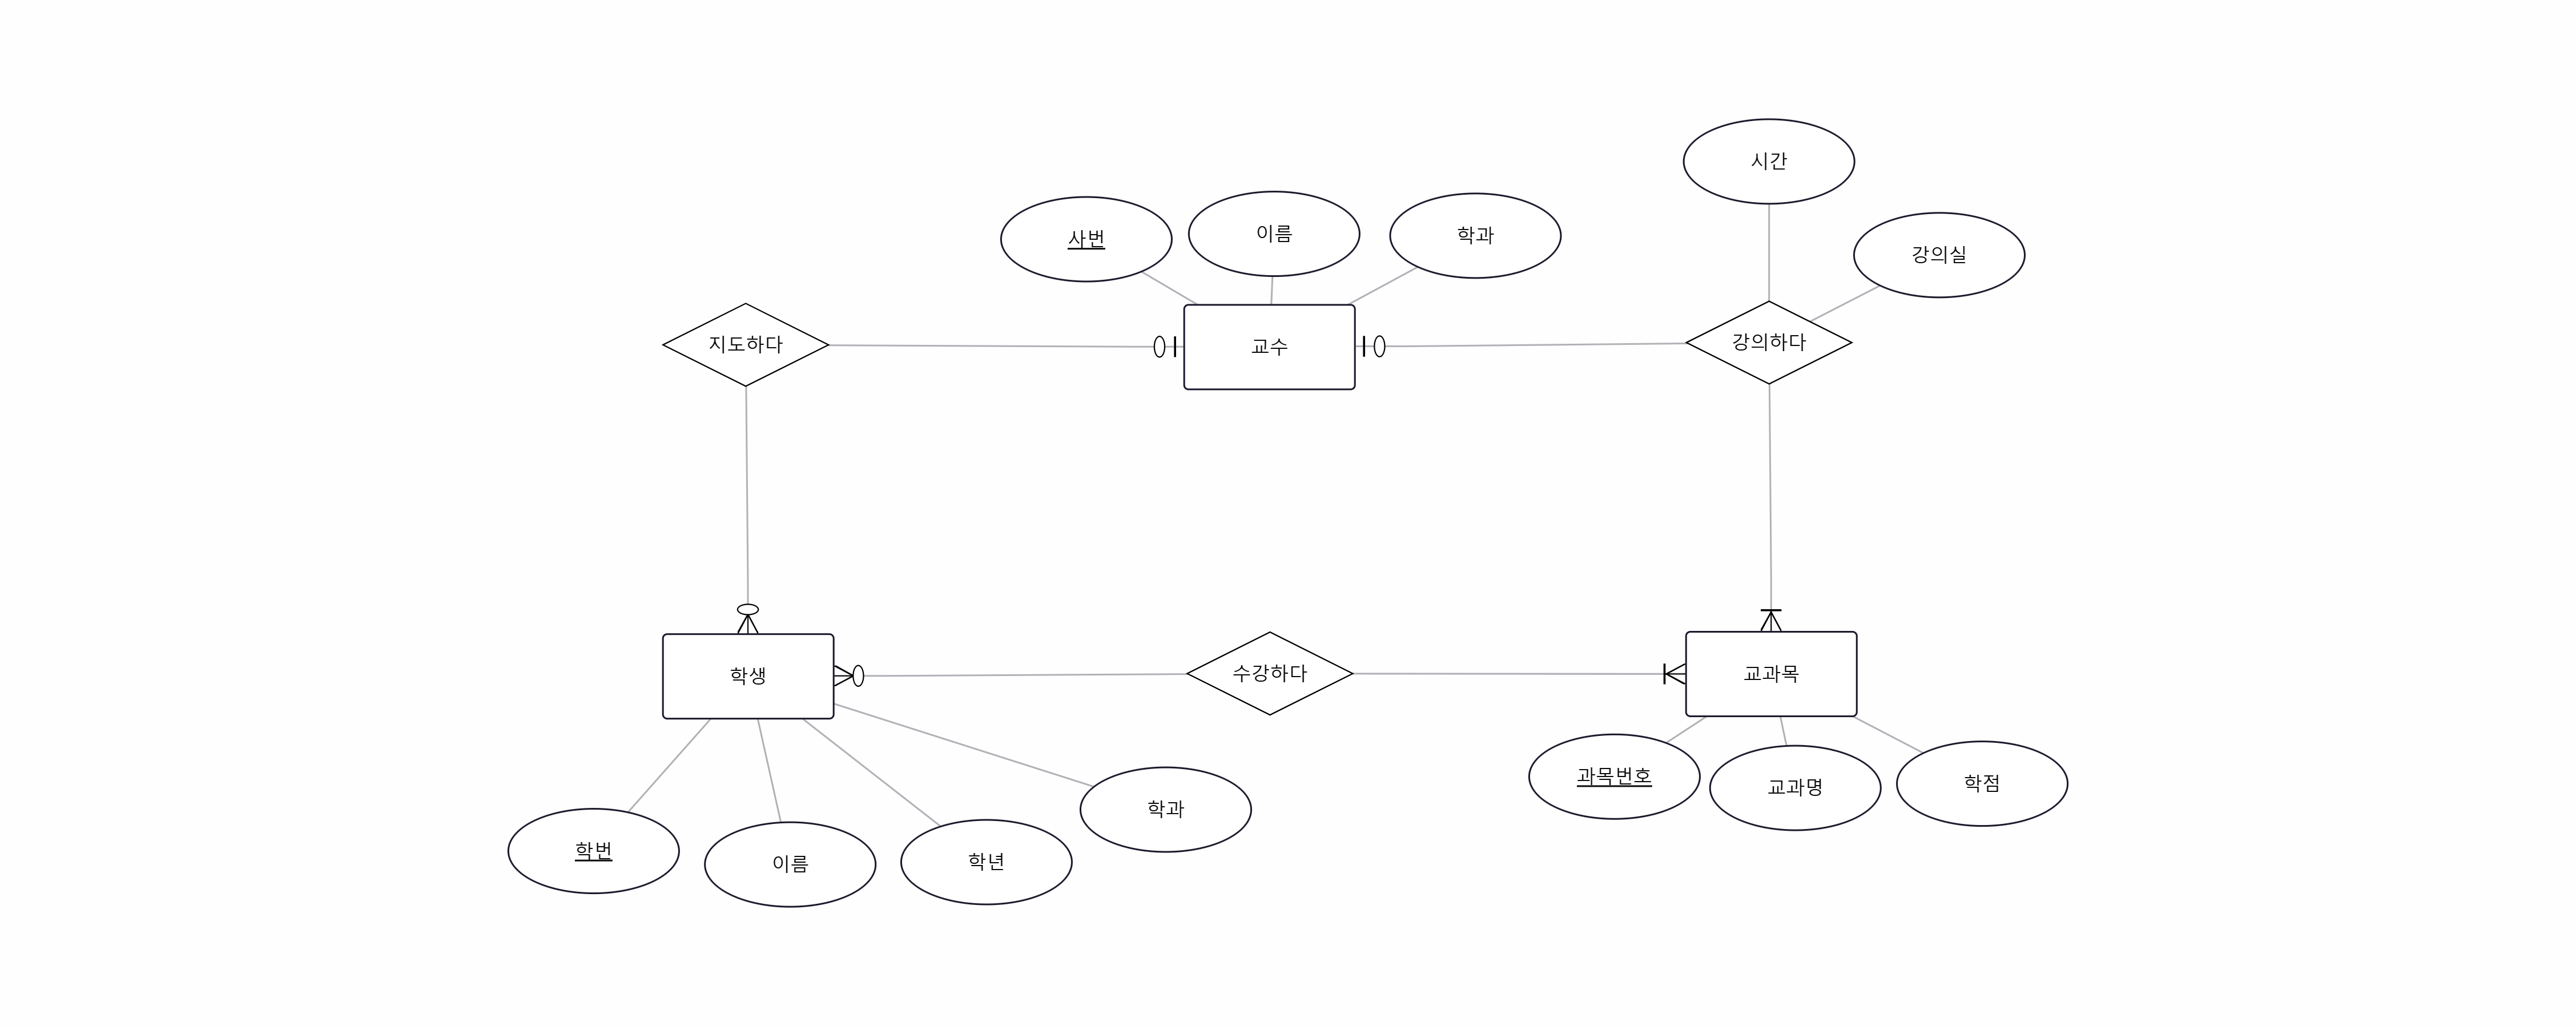 시간
사번
이름
학과
강의실
지도하다
교수
강의하다
학생
수강하다
교과목
과목번호
교과명
학점
학과
학번
이름
학년